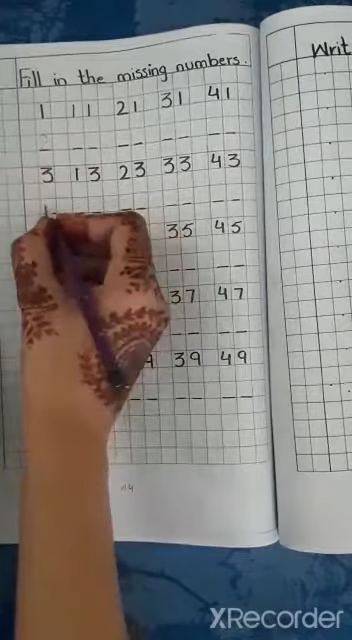 Fill in the missing numbers.
1 11 21 31 41
_ _ _ _ _ _ _ _
3 13 23 33 43
35 45
37 47
9 39 49
Writ
XRecorder